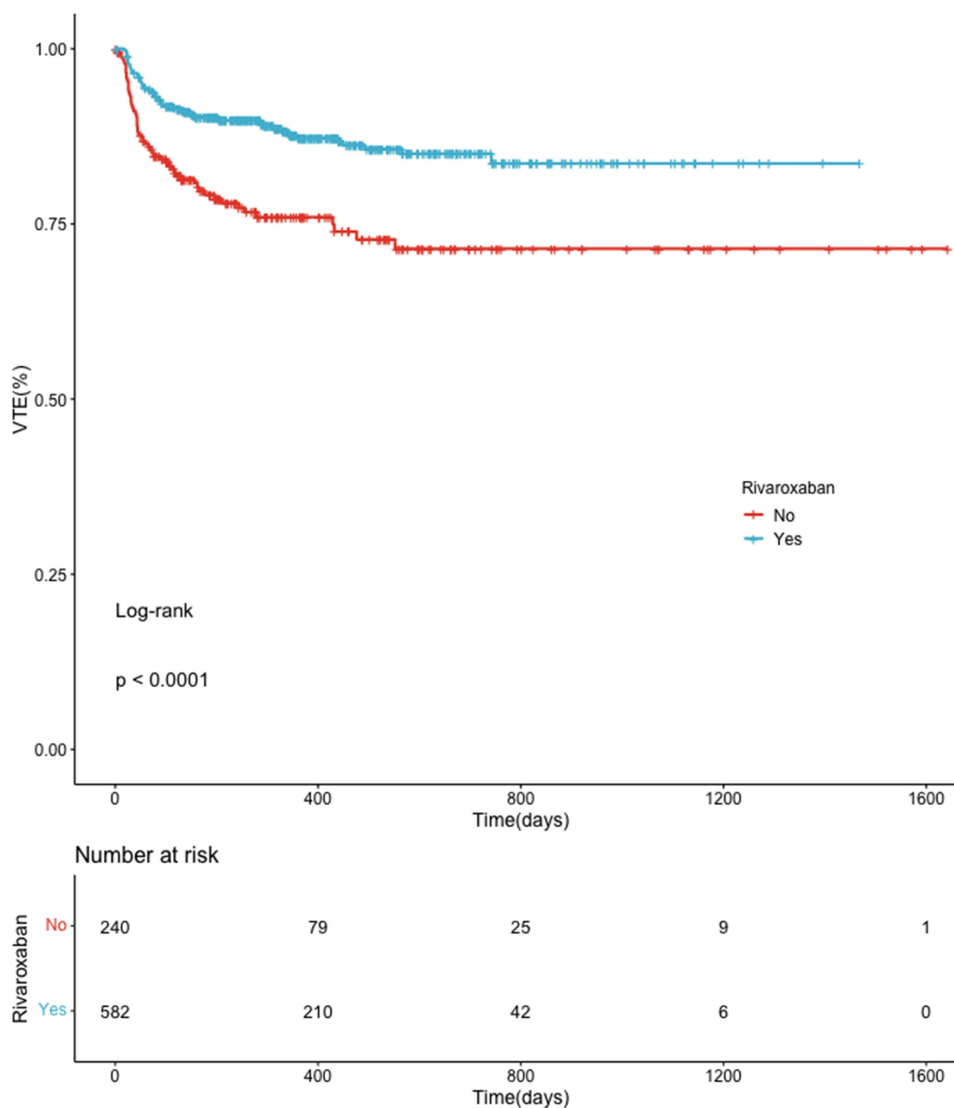 1.00
0.75
0.50
0.25
0.00
VTE(%)
Rivaroxaban
No
Yes
Log-rank
p < 0.0001
0 400 800 1200 1600
Time(days)
Number at risk
Rivaroxaban
No 240 79 25 9 1
Yes 582 210 42 6 0
0 400 800 1200 1600
Time(days)